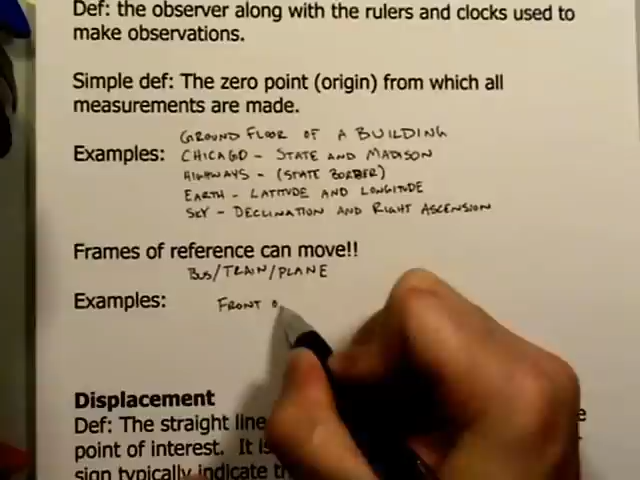 Def: the observer along with the rulers and clocks used to
make observations.
Simple def: The zero point (origin) from which all
measurements are made.
GROUND FLOOR OF A BUILDING
Examples: CHICAGO - STATE AND MADISON
HIGHWAYS - (STATE BORDER)
EARTH - LATITUDE AND LONGITUDE
SKY - DECLINATION AND RIGHT ASCENSION
Frames of reference can move!!
BUS/TRAIN/PLANE
Examples: FRONT
Displacement
Def: The straight line
point of interest. It is
sign typically indicate